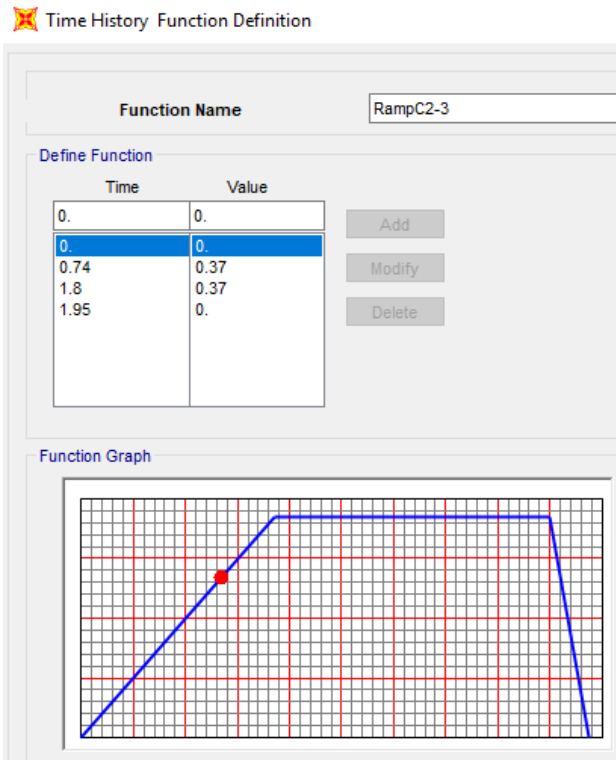 Time History Function Definition
Function Name RampC2-3
Define Function
Time Value
0. 0. Add
0. 0.
0.74 0.37 Modify
1.8 0.37
1.95 0. Delete
Function Graph